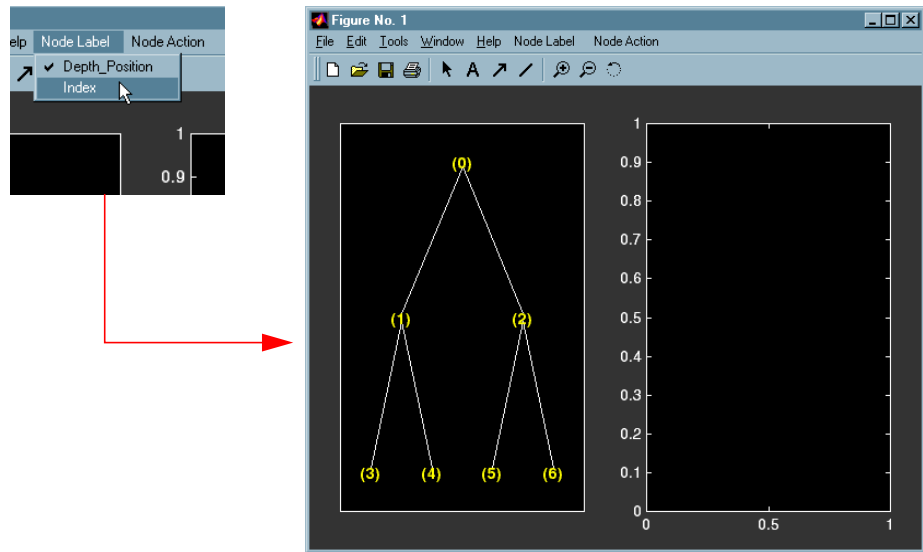 elp Node Label Node Action
Depth_Position
Index
1
0.9
Figure No. 1
File Edit Tools Window Help Node Label Node Action
A
(0)
(1) (2)
(3) (4) (5) (6)
1
0.9
0.8
0.7
0.6
0.5
0.4
0.3
0.2
0.1
0
0 0.5 1